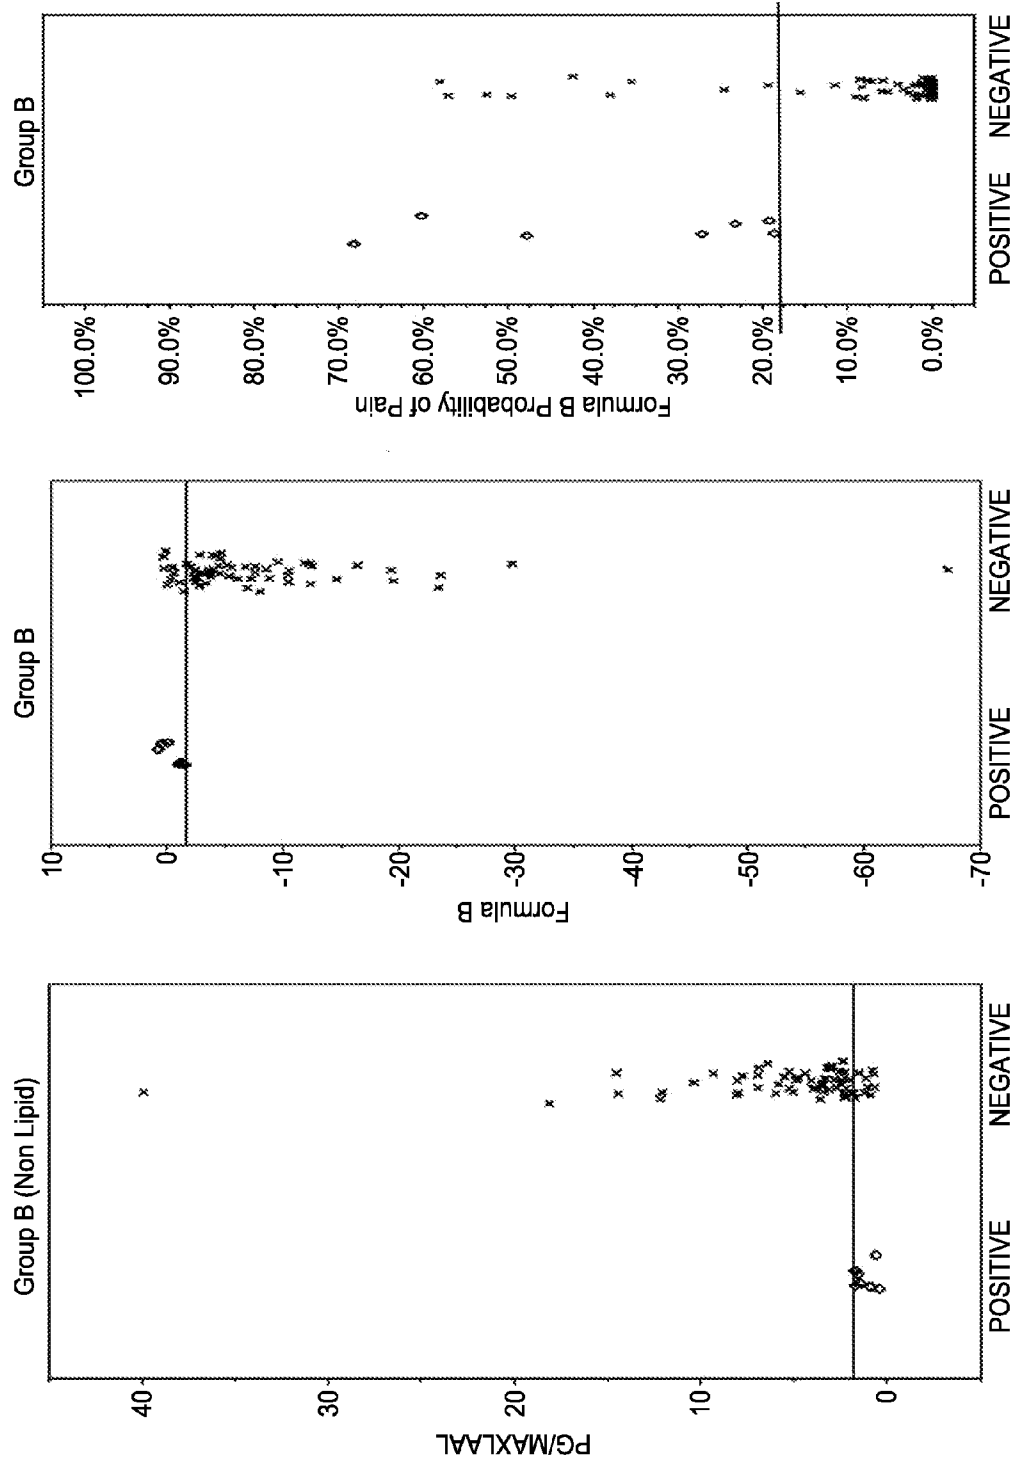 Group B (Non Lipid)
PG/MAXLAAL
40
30
20
10
0
POSITIVE
NEGATIVE
Group B
Formula B
10
0
-10
-20
-30
-40
-50
-60
-70
POSITIVE
NEGATIVE
Group B
Formula B Probability of Pain
100.0%
90.0%
80.0%
70.0%
60.0%
50.0%
40.0%
30.0%
20.0%
10.0%
0.0%
POSITIVE
NEGATIVE